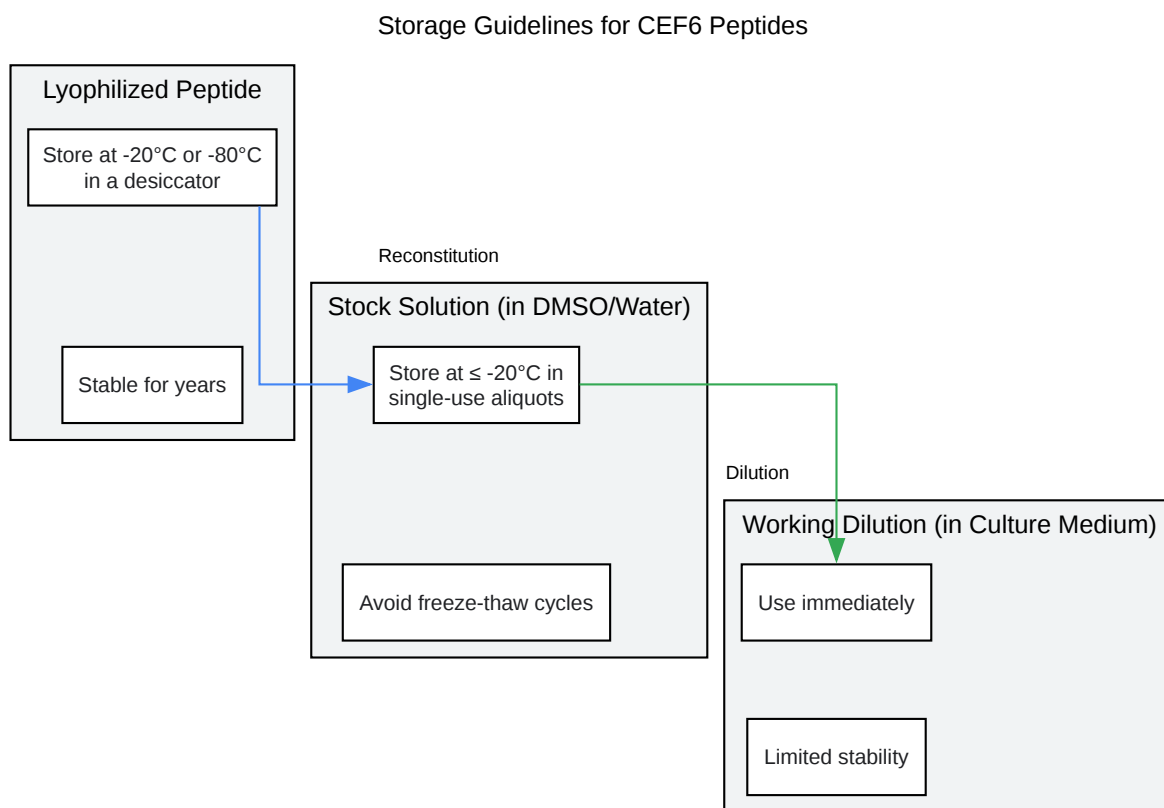 Storage Guidelines for CEF6 Peptides
Lyophilized Peptide
Store at -20°C or -80°C
in a desiccator
Stable for years
Reconstitution
Stock Solution (in DMSO/Water)
Store at ≤ -20°C in
single-use aliquots
Avoid freeze-thaw cycles
Dilution
Working Dilution (in Culture Medium)
Use immediately
Limited stability